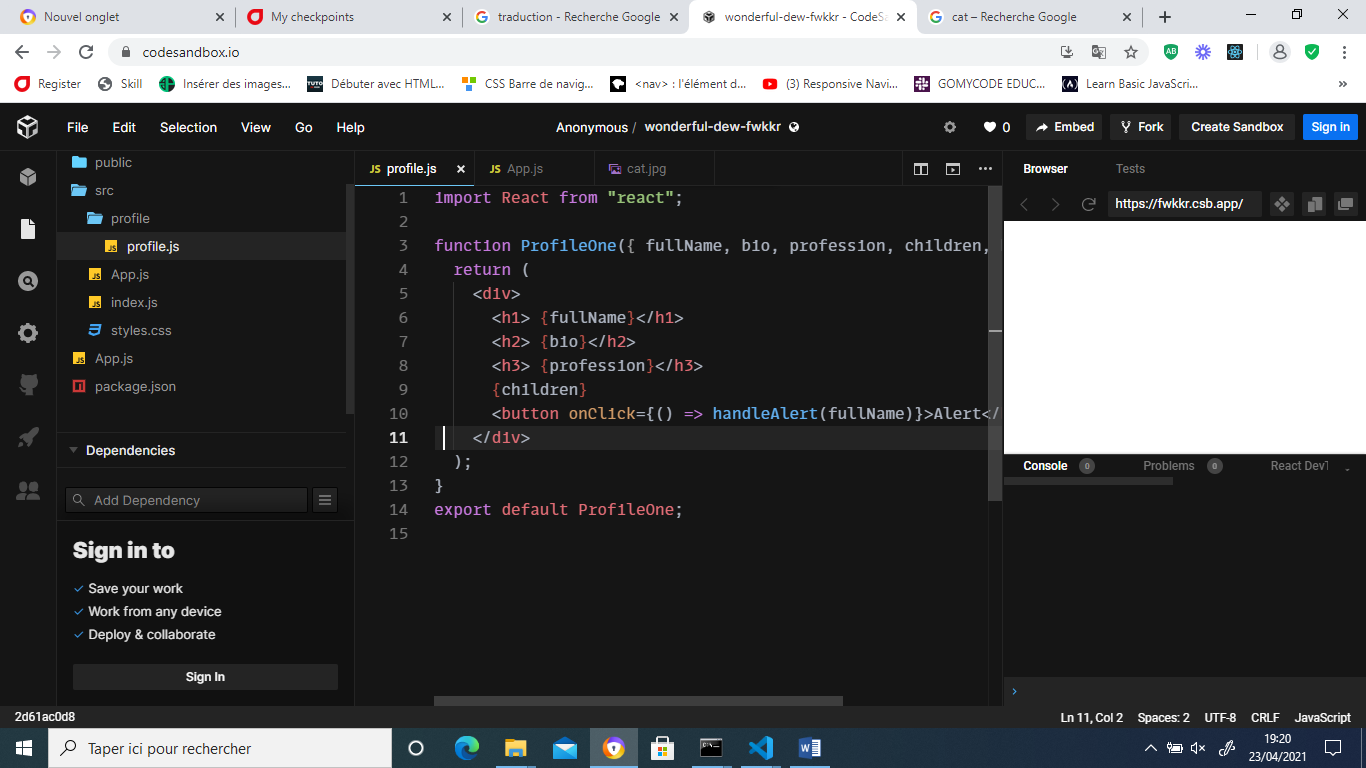 Nouvel onglet
My checkpoints
traduction - Recherche Google
wonderful-dew-fwkkr - CodeSa
cat – Recherche Google
codesandbox.io
Register
Skill
Insérer des images...
Débuter avec HTML...
CSS Barre de navig...
<nav> : l'élément d...
(3) Responsive Navi...
GOMYCODE EDUC...
Learn Basic JavaScri...
»
File
Edit
Selection
View
Go
Help
Anonymous / wonderful-dew-fwkkr
0
Embed
Fork
Create Sandbox
Sign in
public
src
profile
profile.js
App.js
index.js
styles.css
App.js
package.json
Dependencies
Add Dependency
Sign in to
Save your work
Work from any device
Deploy & collaborate
Sign In
JS profile.js
JS App.js
cat.jpg
1 import React from "react";
2
3 function ProfileOne({ fullName, bio, profession, children,
4 return (
5 <div>
6 <h1> {fullName}</h1>
7 <h2> {bio}</h2>
8 <h3> {profession}</h3>
9 {children}
10 <button onClick={() => handleAlert(fullName)}>Alert</
11 </div>
12 );
13 }
14 export default ProfileOne;
15
Browser
Tests
https://fwkkr.csb.app/
Console 0
Problems 0
React DevT
2d61ac0d8
Ln 11, Col 2
Spaces: 2
UTF-8
CRLF
JavaScript
Taper ici pour rechercher
19:20
23/04/2021